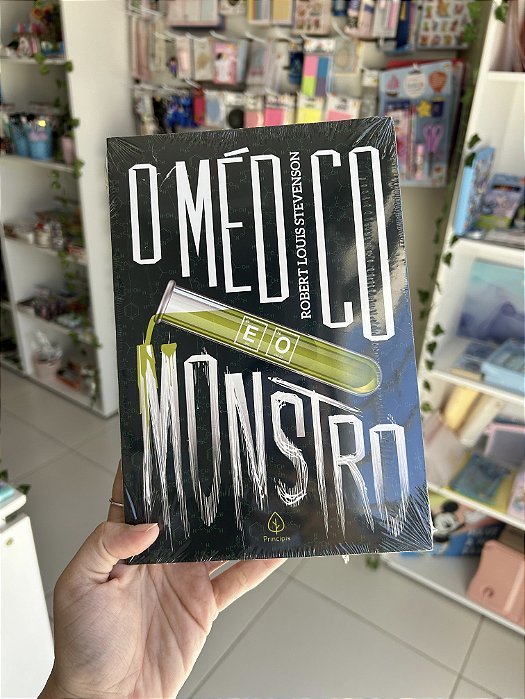 O MÉDICO
ROBERT LOUIS STEVENSON
E O
MONSTRO
Principis